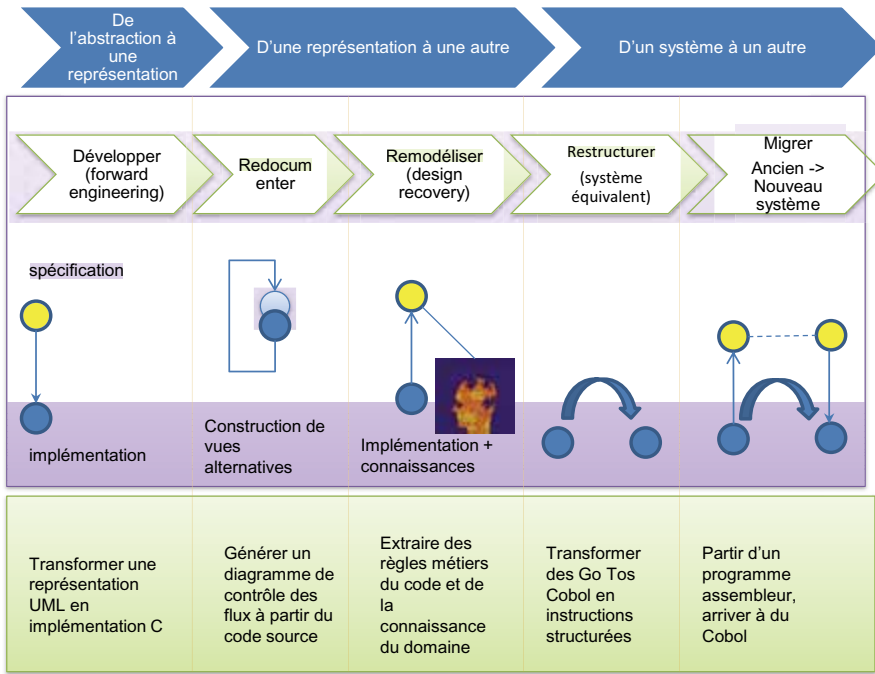 De
l'abstraction à
une
représentation
D'une représentation à une autre
D'un système à un autre
Développer
(forward
engineering)
Redocum
enter
Remodéliser
(design
recovery)
Restructurer
(système
équivalent)
Migrer
Ancien ->
Nouveau
système
spécification
implémentation
Construction de
vues
alternatives
Implémentation +
connaissances
Transformer une
représentation
UML en
implémentation C
Générer un
diagramme de
contrôle des
flux à partir du
code source
Extraire des
règles métiers
du code et de
la
connaissance
du domaine
Transformer
des Go Tos
Cobol en
instructions
structurées
Partir d'un
programme
assembleur,
arriver à du
Cobol